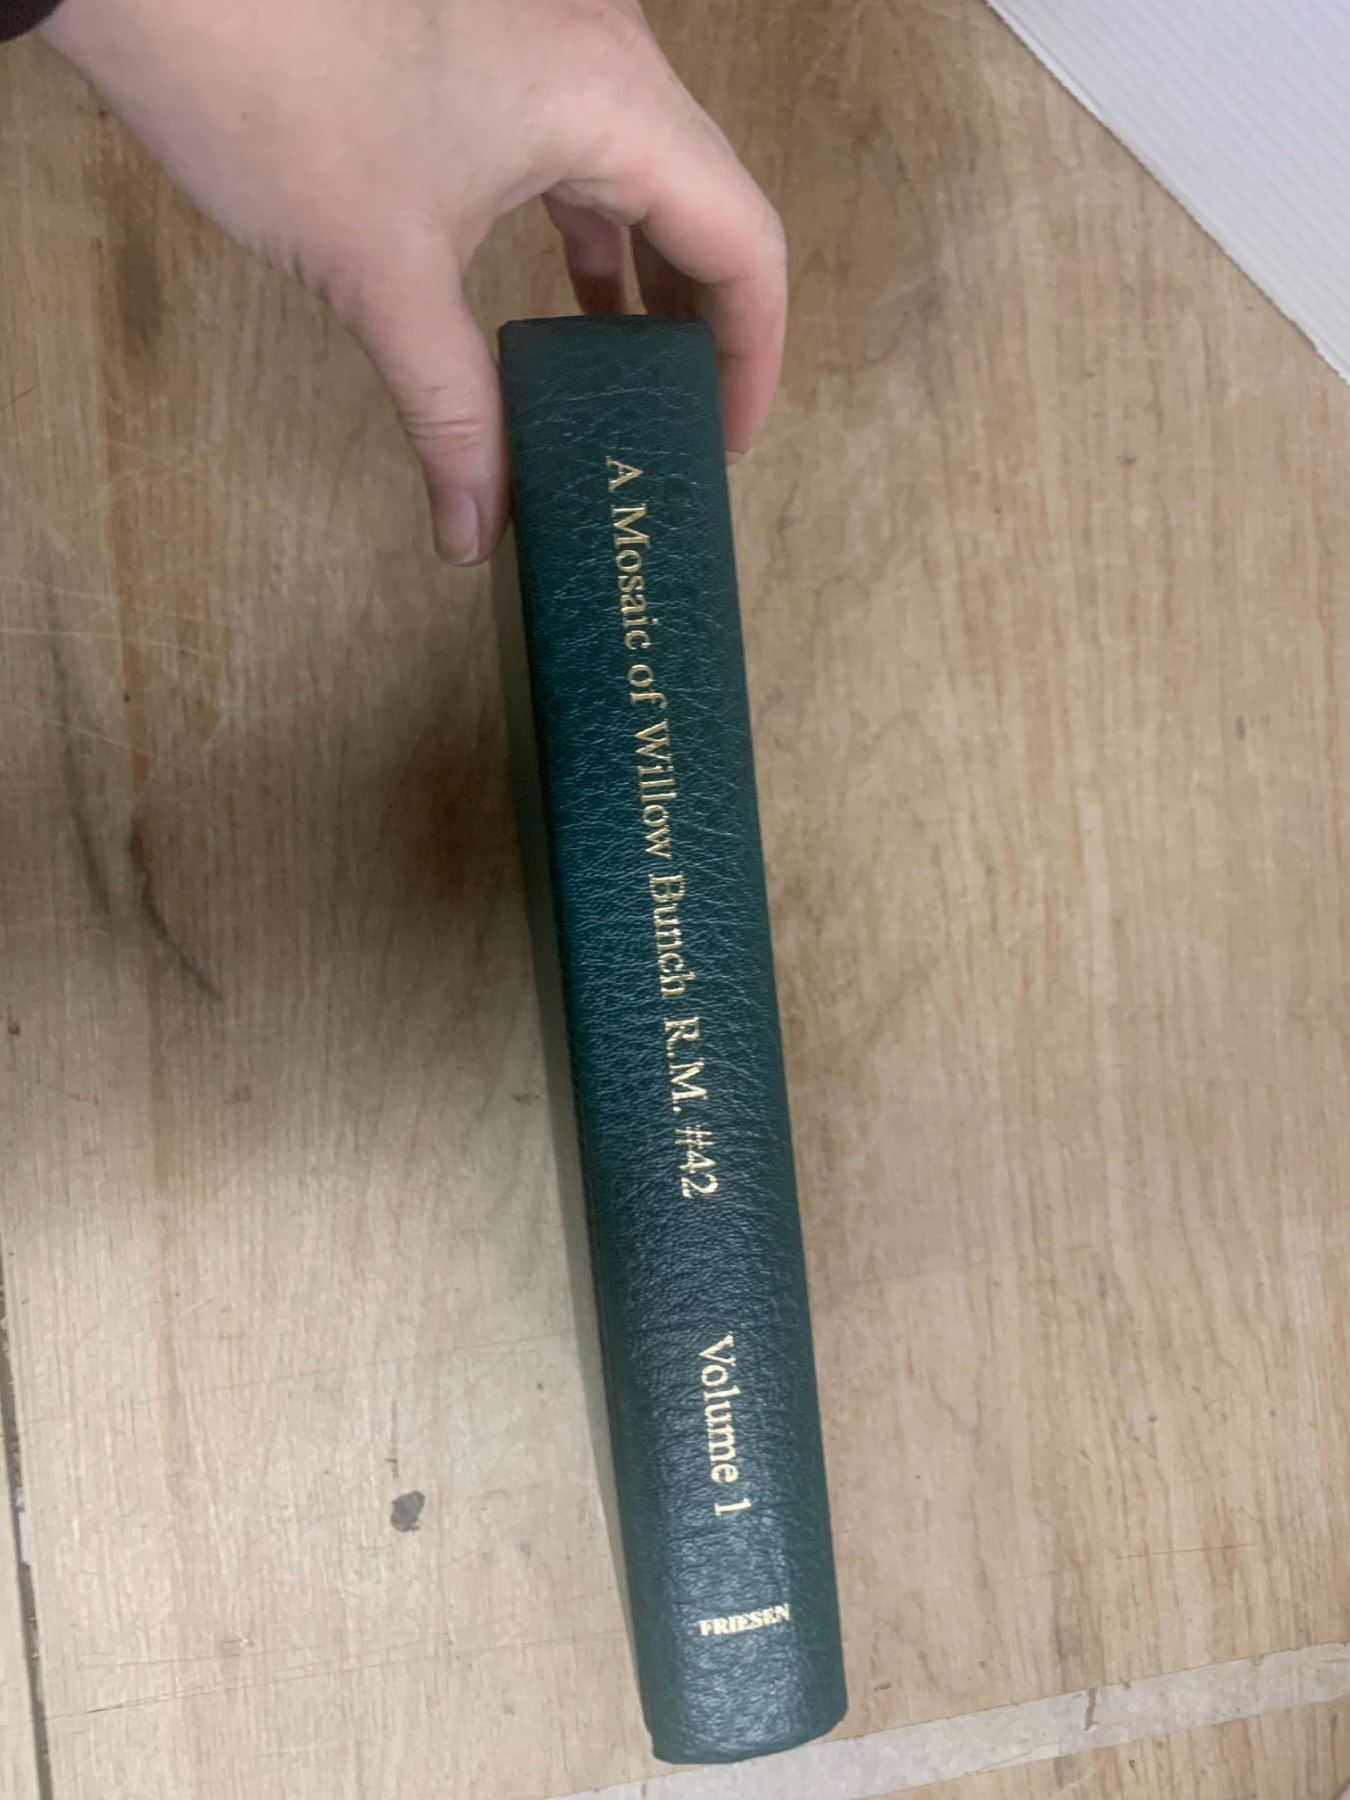 A Mosaic of Willow Bunch R.M. #42 Volume 1
FRIESEN